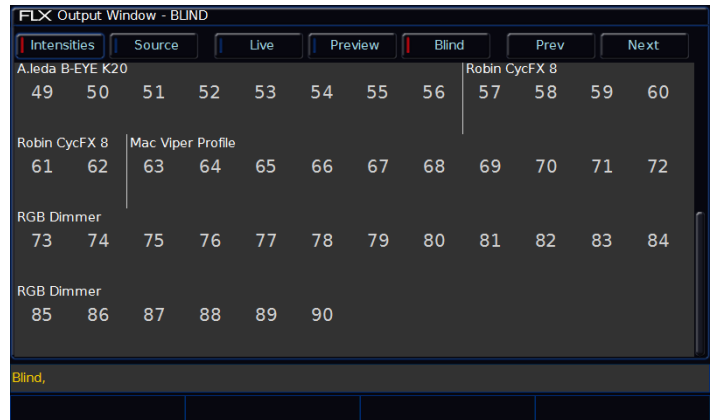 FLX Output Window - BLIND
Intensities Source Live Preview Blind Prev Next
A.leda B-EYE K20 Robin CycFX 8
49 50 51 52 53 54 55 56 57 58 59 60
Robin CycFX 8 Mac Viper Profile
61 62 63 64 65 66 67 68 69 70 71 72
RGB Dimmer
73 74 75 76 77 78 79 80 81 82 83 84
RGB Dimmer
85 86 87 88 89 90
Blind,